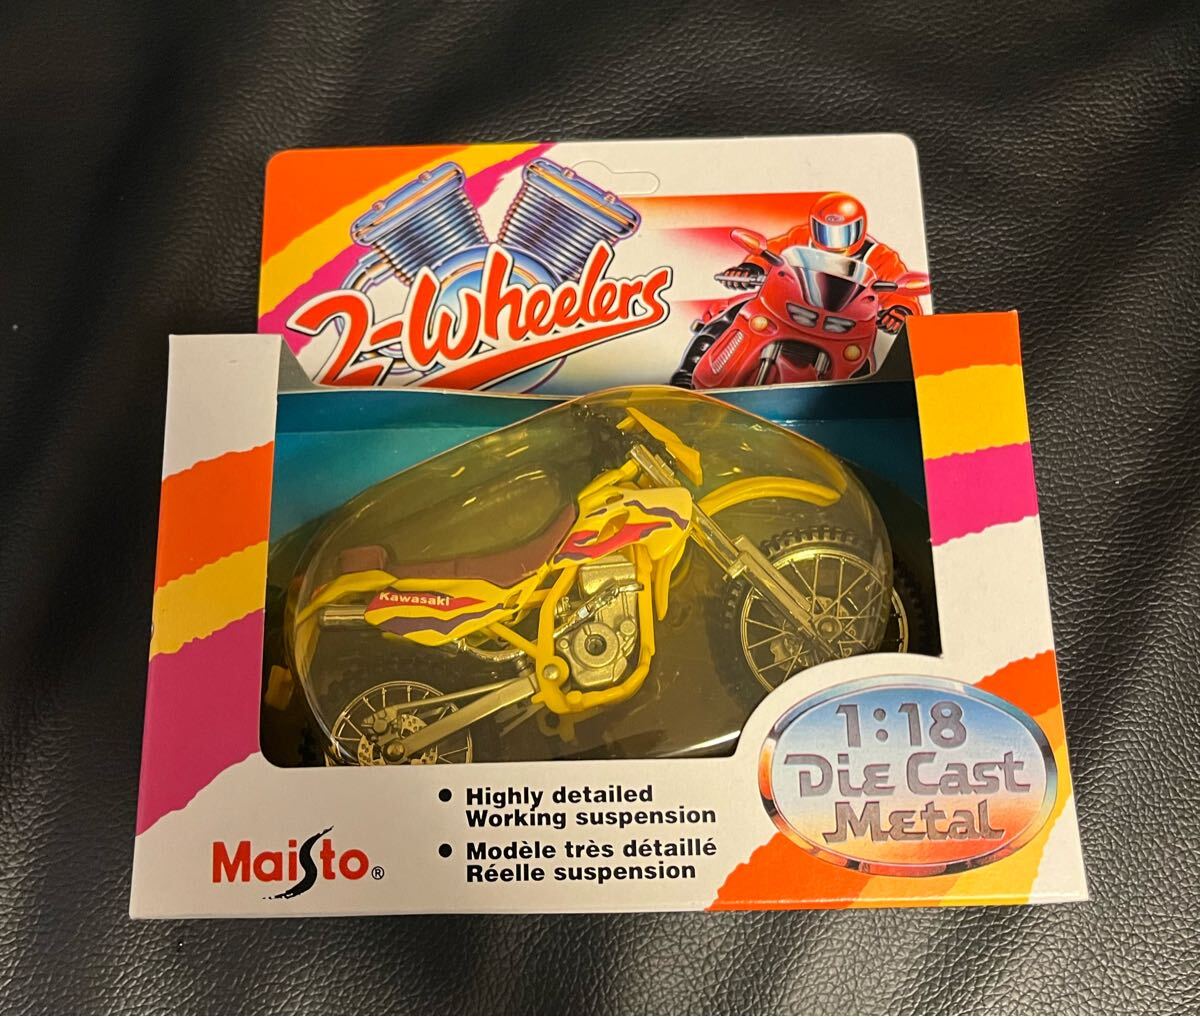 2-Wheelers
Kawasaki
1:18
Die Cast
Metal
• Highly detailed
Working suspension
• Modèle très détaillé
Réelle suspension
Maisto®